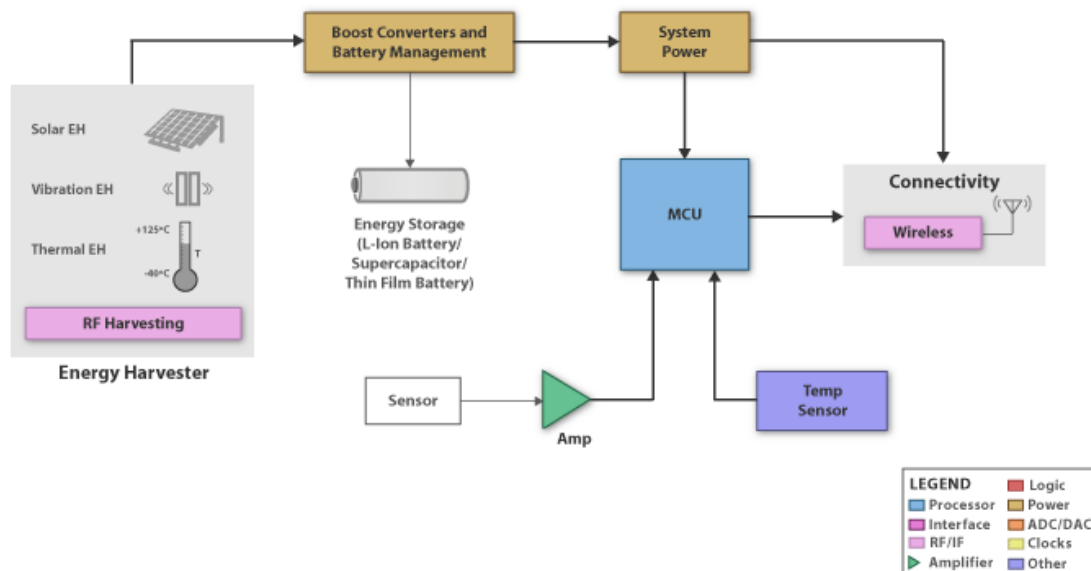 Boost Converters and
Battery Management
System
Power
Solar EH
Vibration EH
+125°C
Thermal EH
T
-40°C
RF Harvesting
Energy Harvester
Energy Storage
(L-Ion Battery/
Supercapacitor/
Thin Film Battery)
MCU
Connectivity
Wireless
Sensor
Amp
Temp
Sensor
LEGEND
Processor
Interface
RF/IF
Amplifier
Logic
Power
ADC/DAC
Clocks
Other